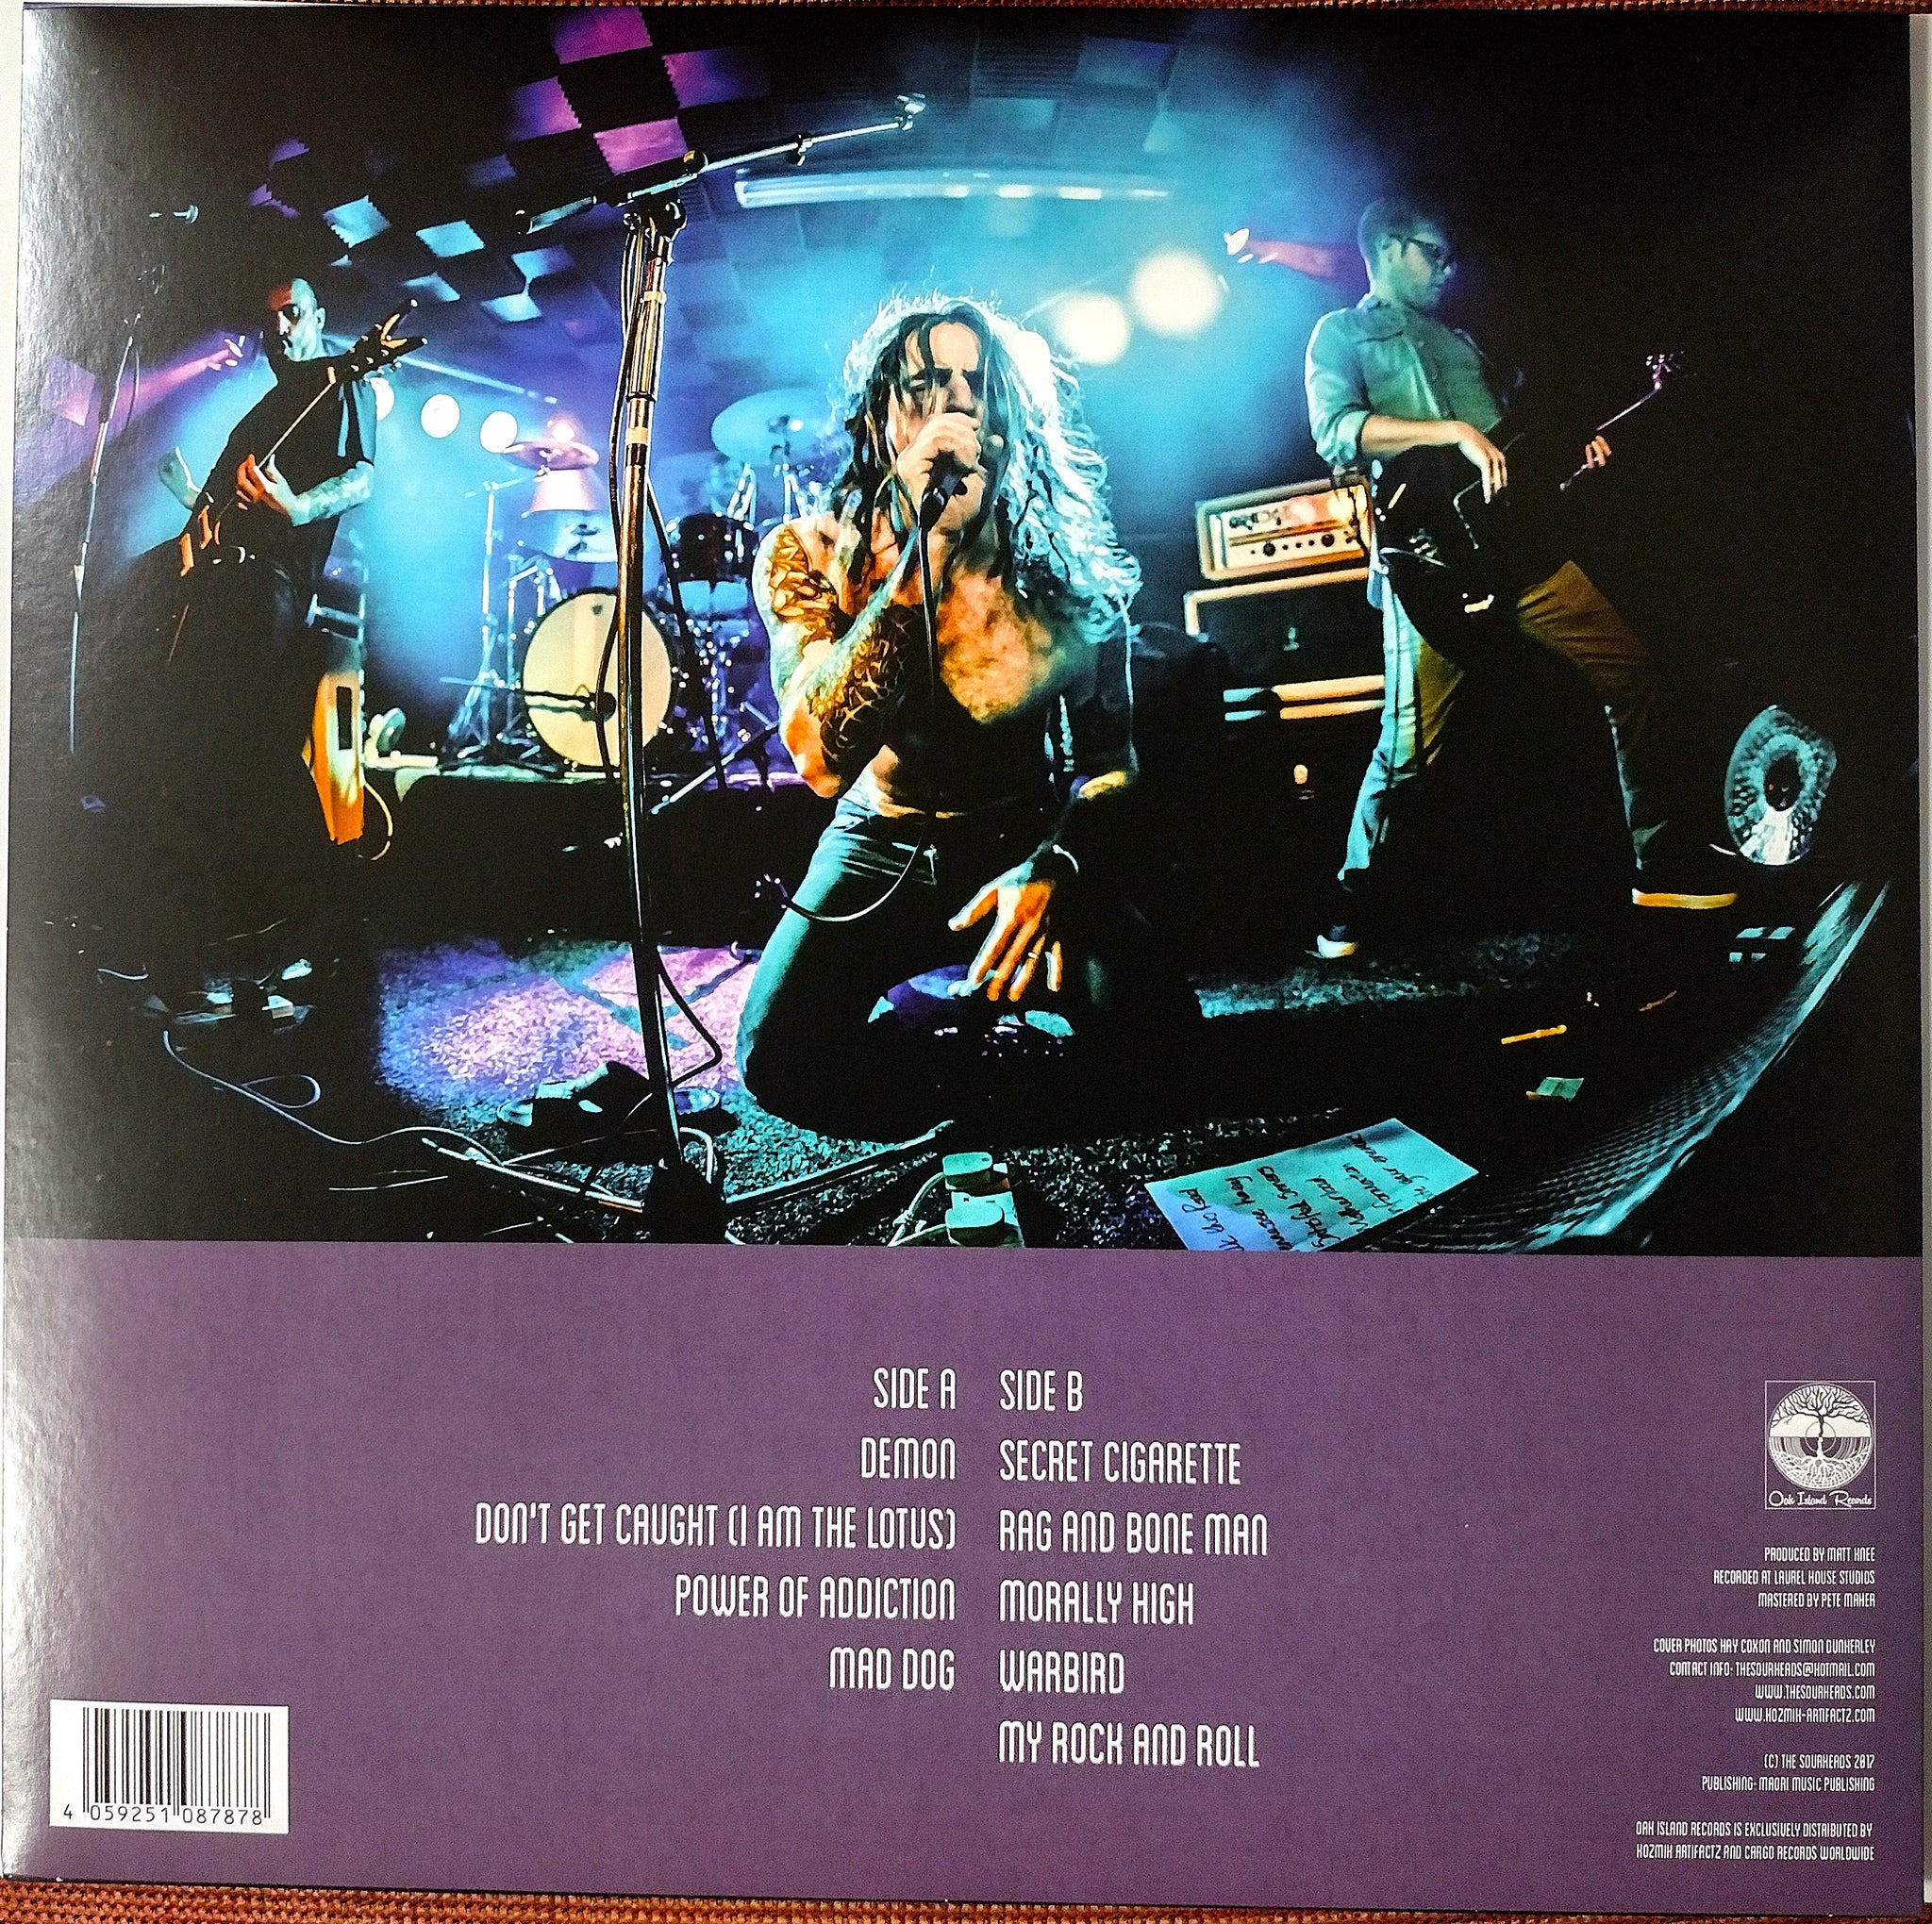 SIDE A
DEMON
DON'T GET CAUGHT (I AM THE LOTUS)
POWER OF ADDICTION
MAD DOG
SIDE B
SECRET CIGARETTE
RAG AND BONE MAN
MORALLY HIGH
WARBIRD
MY ROCK AND ROLL
Oak Island Records
PRODUCED BY MATT KNEE
RECORDED AT LAUREL HOUSE STUDIOS
MASTERED BY PETE MAHER
COVER PHOTOS HAY COXON AND SIMON DUNKERLEY
CONTACT INFO: THESOURHEADS@HOTMAIL.COM
WWW.THESOURHEADS.COM
WWW.KOZMIK-ARTIFACTZ.COM
(C) THE SOURHEADS 2017
PUBLISHING: MAORI MUSIC PUBLISHING
OAK ISLAND RECORDS IS EXCLUSIVELY DISTRIBUTED BY
KOZMIK ARTIFACTZ AND CARGO RECORDS WORLDWIDE
4 059251 087878